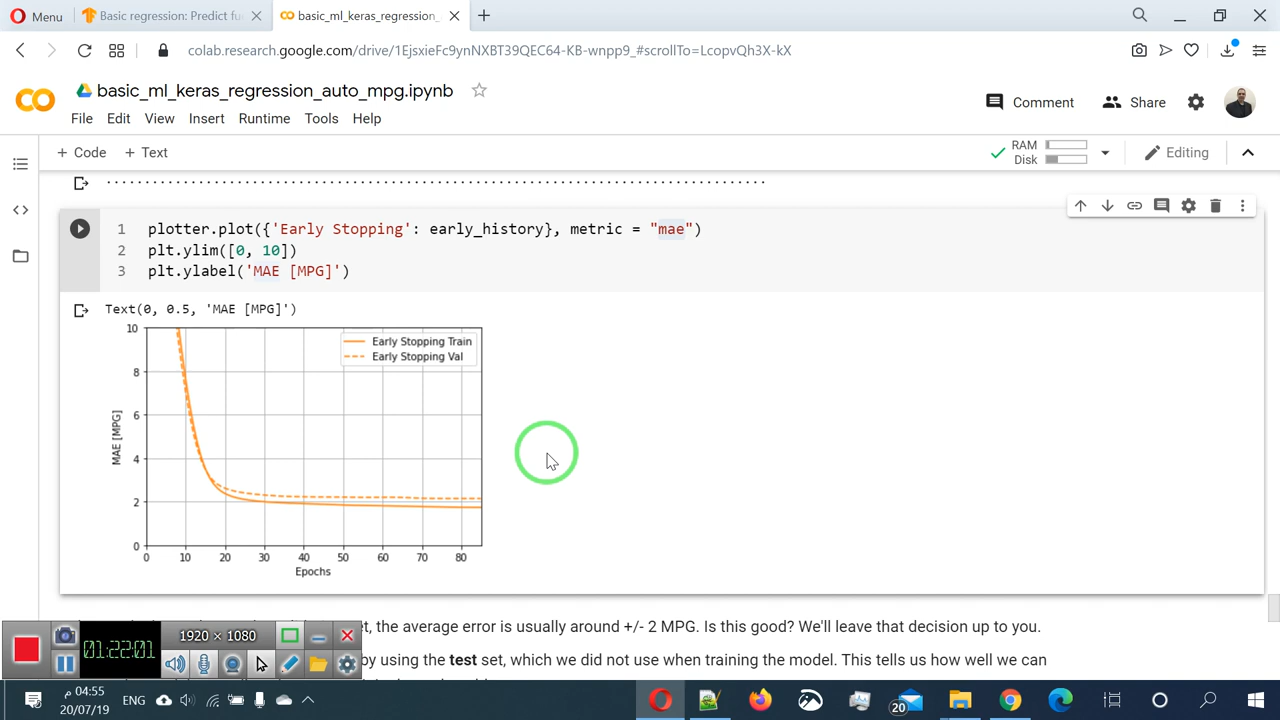 Menu
Basic regression: Predict fu
basic_ml_keras_regression_
colab.research.google.com/drive/1EjsxieFc9ynNXBT39QEC64-KB-wnpp9_#scrollTo=LcopvQh3X-kX
CO basic_ml_keras_regression_auto_mpg.ipynb
Comment
Share
File Edit View Insert Runtime Tools Help
+ Code + Text
RAM
Disk
Editing
1 plotter.plot({'Early Stopping': early_history}, metric = "mae")
2 plt.ylim([0, 10])
3 plt.ylabel('MAE [MPG]')
Text(0, 0.5, 'MAE [MPG]')
10
8
6
4
2
0
MAE [MPG]
Early Stopping Train
Early Stopping Val
0 10 20 30 40 50 60 70 80
Epochs
et, the average error is usually around +/- 2 MPG. Is this good? We'll leave that decision up to you.
by using the test set, which we did not use when training the model. This tells us how well we can
01:22:01
1920 × 1080
04:55 م
20/07/19
ENG
20